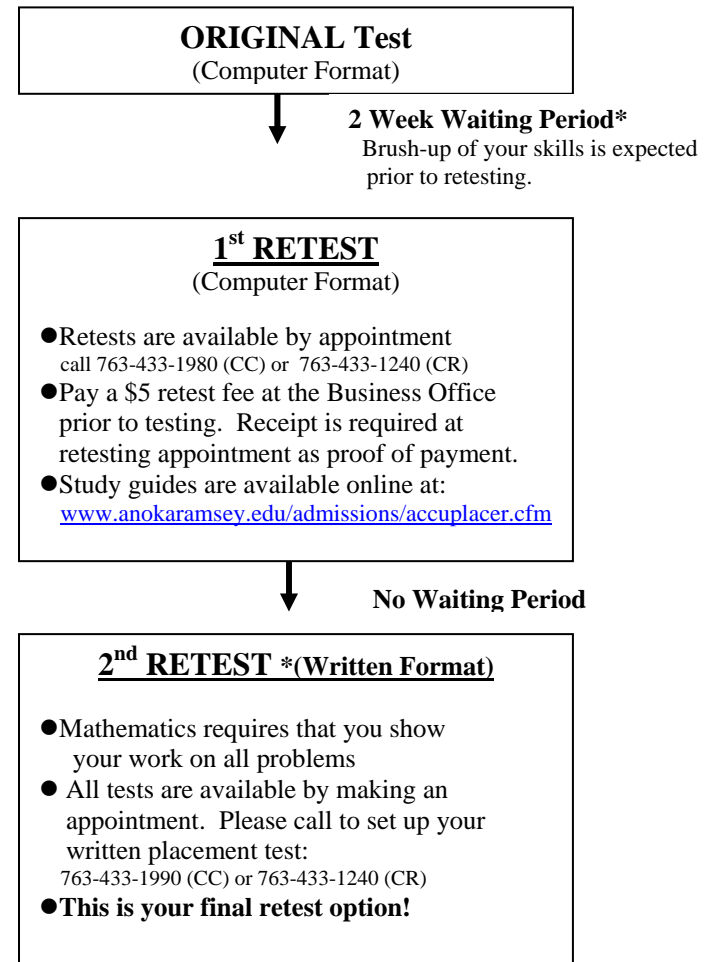 ORIGINAL Test
(Computer Format)
2 Week Waiting Period*
Brush-up of your skills is expected
prior to retesting.
1st RETEST
(Computer Format)
●Retests are available by appointment
call 763-433-1980 (CC) or 763-433-1240 (CR)
●Pay a $5 retest fee at the Business Office
prior to testing. Receipt is required at
retesting appointment as proof of payment.
●Study guides are available online at:
www.anokaramsey.edu/admissions/accuplacer.cfm
No Waiting Period
2nd RETEST *(Written Format)
●Mathematics requires that you show
your work on all problems
● All tests are available by making an
appointment. Please call to set up your
written placement test:
763-433-1990 (CC) or 763-433-1240 (CR)
●This is your final retest option!